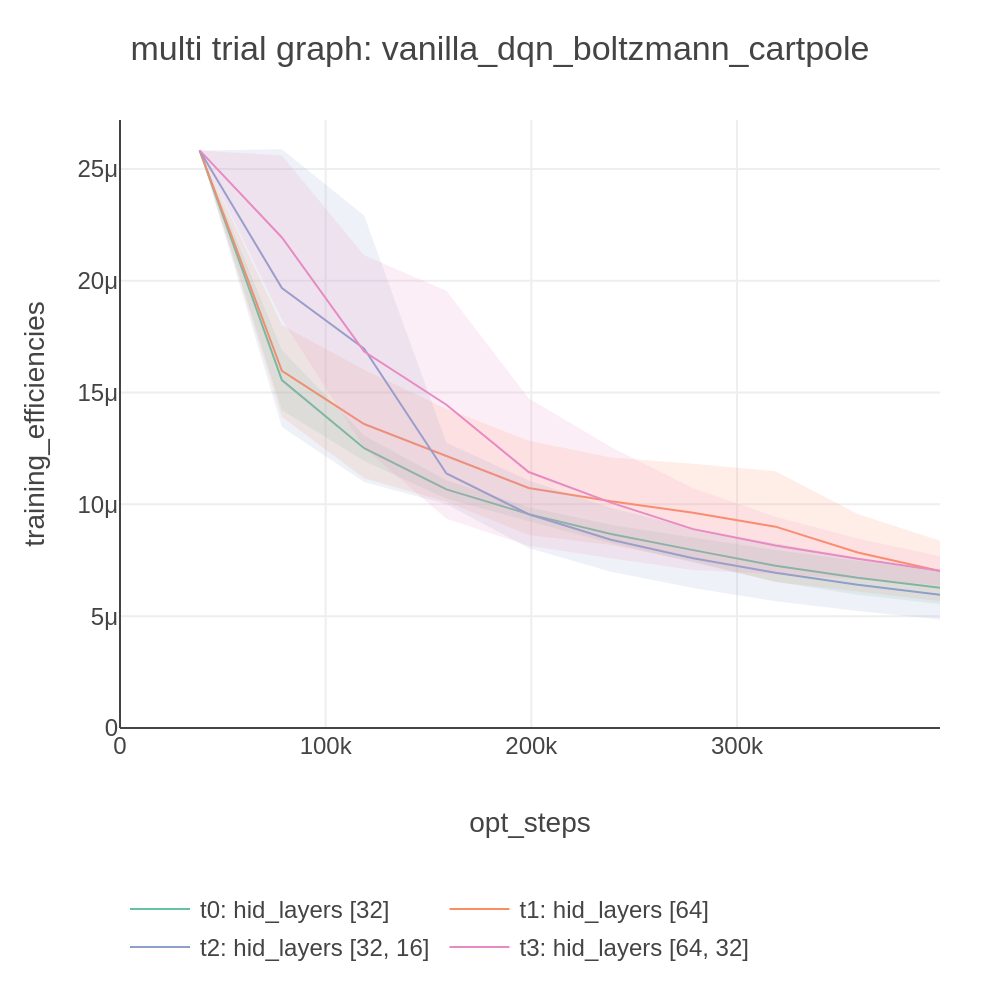 multi trial graph: vanilla_dqn_boltzmann_cartpole
training_efficiencies
25μ
20μ
15μ
10μ
5μ
0
0 100k 200k 300k
opt_steps
t0: hid_layers [32] t1: hid_layers [64]
t2: hid_layers [32, 16] t3: hid_layers [64, 32]